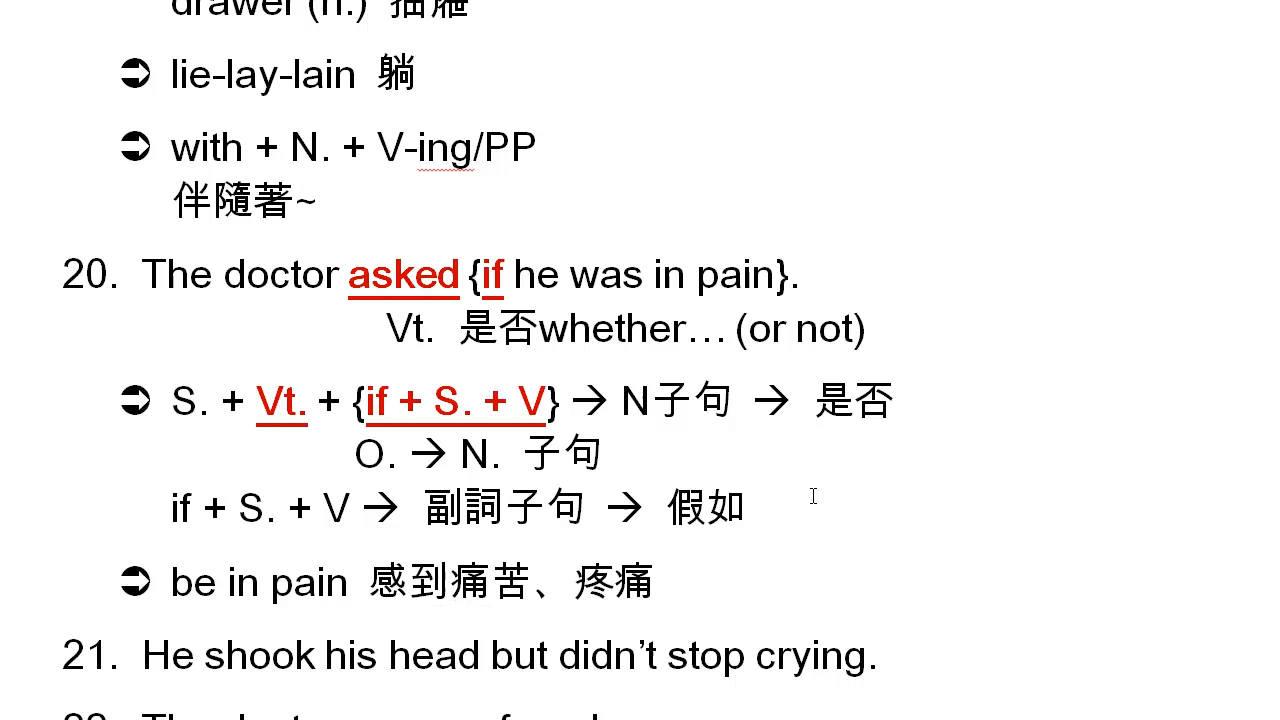 drawer (n.) 抽屜
➲ lie-lay-lain 躺
➲ with + N. + V-ing/PP
伴隨著~
20. The doctor asked {if he was in pain}.
Vt. 是否whether… (or not)
➲ S. + Vt. + {if + S. + V} → N子句 → 是否
O. → N. 子句
if + S. + V → 副詞子句 → 假如
➲ be in pain 感到痛苦、疼痛
21. He shook his head but didn't stop crying.